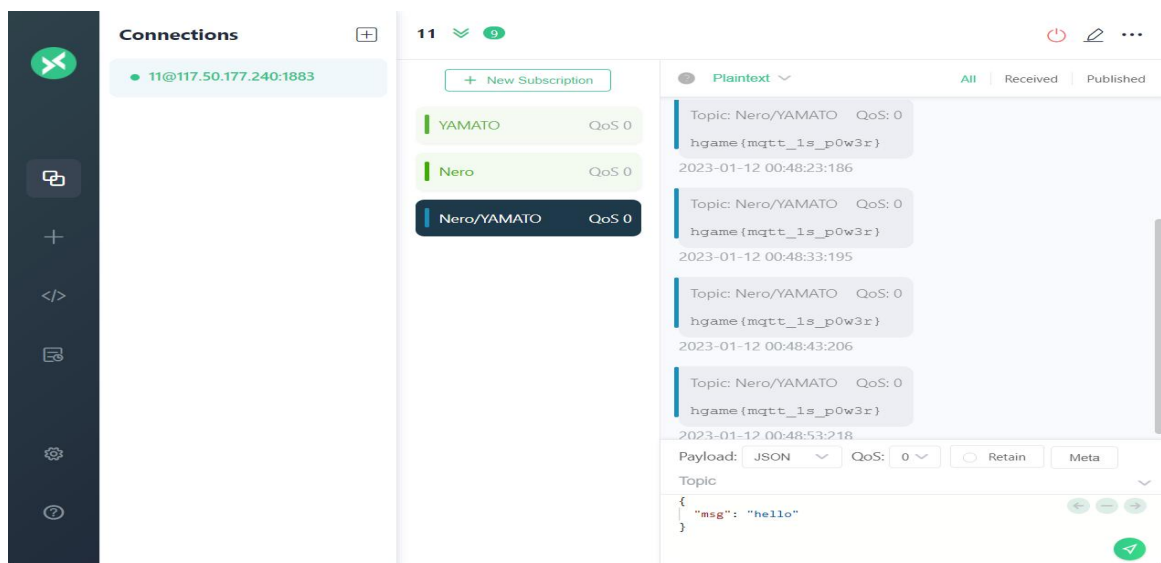 Connections
11 9
11@117.50.177.240:1883
+ New Subscription
Plaintext
All Received Published
YAMATO QoS 0
Nero QoS 0
Nero/YAMATO QoS 0
Topic: Nero/YAMATO QoS: 0
hgame{mqtt_1s_p0w3r}
2023-01-12 00:48:23:186
Topic: Nero/YAMATO QoS: 0
hgame{mqtt_1s_p0w3r}
2023-01-12 00:48:33:195
Topic: Nero/YAMATO QoS: 0
hgame{mqtt_1s_p0w3r}
2023-01-12 00:48:43:206
Topic: Nero/YAMATO QoS: 0
hgame{mqtt_1s_p0w3r}
2023-01-12 00:48:53:218
Payload: JSON QoS: 0 Retain Meta
Topic
{
"msg": "hello"
}